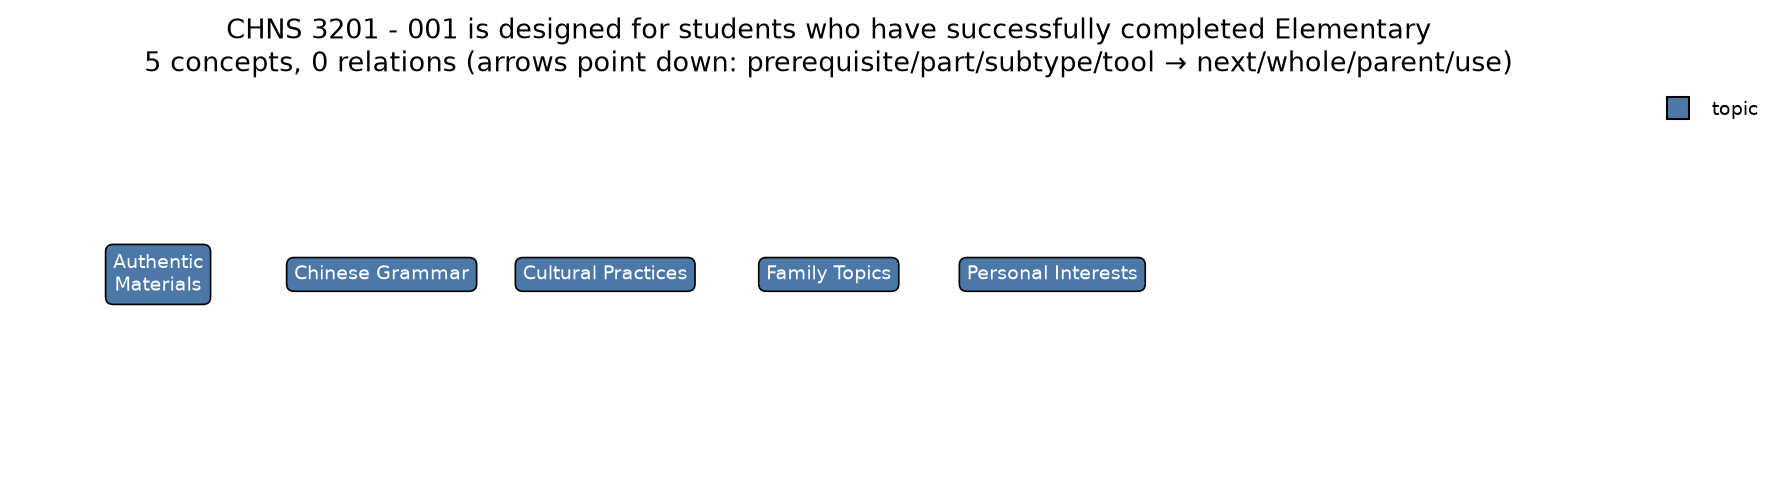 CHNS 3201 - 001 is designed for students who have successfully completed Elementary
5 concepts, 0 relations (arrows point down: prerequisite/part/subtype/tool → next/whole/parent/use)
topic
Authentic
Materials
Chinese Grammar
Cultural Practices
Family Topics
Personal Interests